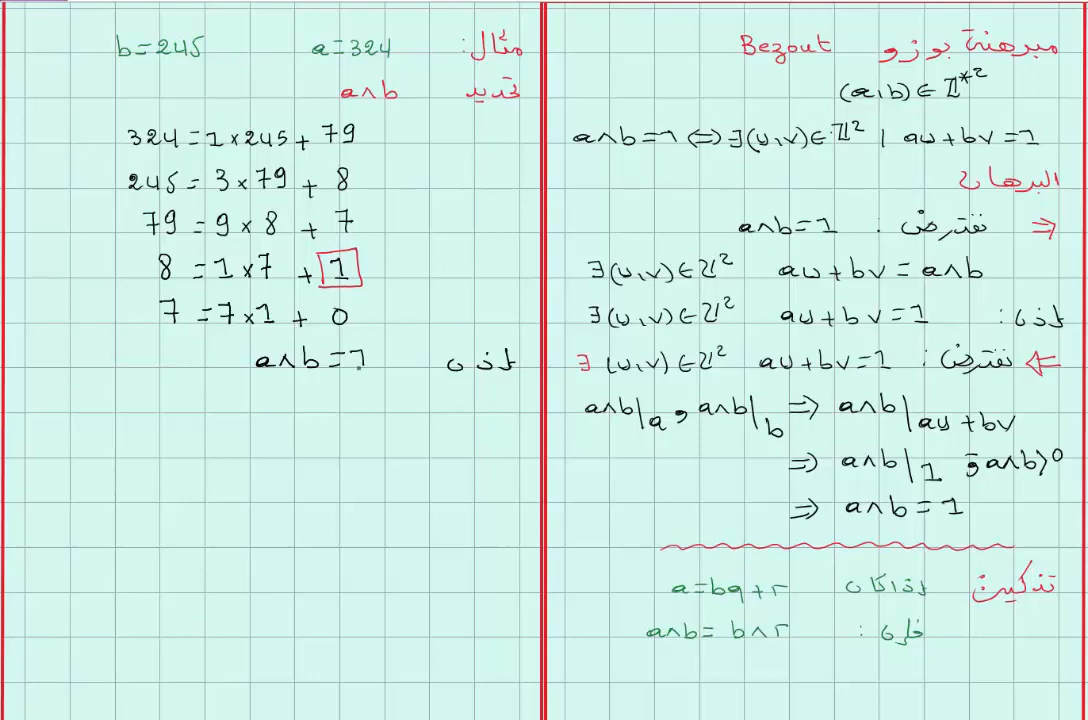 مبرهنة بوزو Bezout
(a,b) ∈ ℤ*²
a∧b=1 ⇔ ∃(u,v)∈ℤ² / au+bv=1
البرهان
⇒ نفترض : a∧b=1
∃(u,v)∈ℤ² au+bv=a∧b
إذن: ∃(u,v)∈ℤ² au+bv=1
⇐ نفترض: ∃(u,v)∈ℤ² au+bv=1
a∧b/a و a∧b/b ⇒ a∧b/au+bv
⇒ a∧b/1 و a∧b>0
⇒ a∧b=1
تذكير إذا كان a=bq+r
فإن: a∧b=b∧r
مثال: a=324 b=245
تحديد a∧b
324=1×245+79
245=3×79+8
79=9×8+7
8=1×7+1
7=7×1+0
إذن a∧b=1